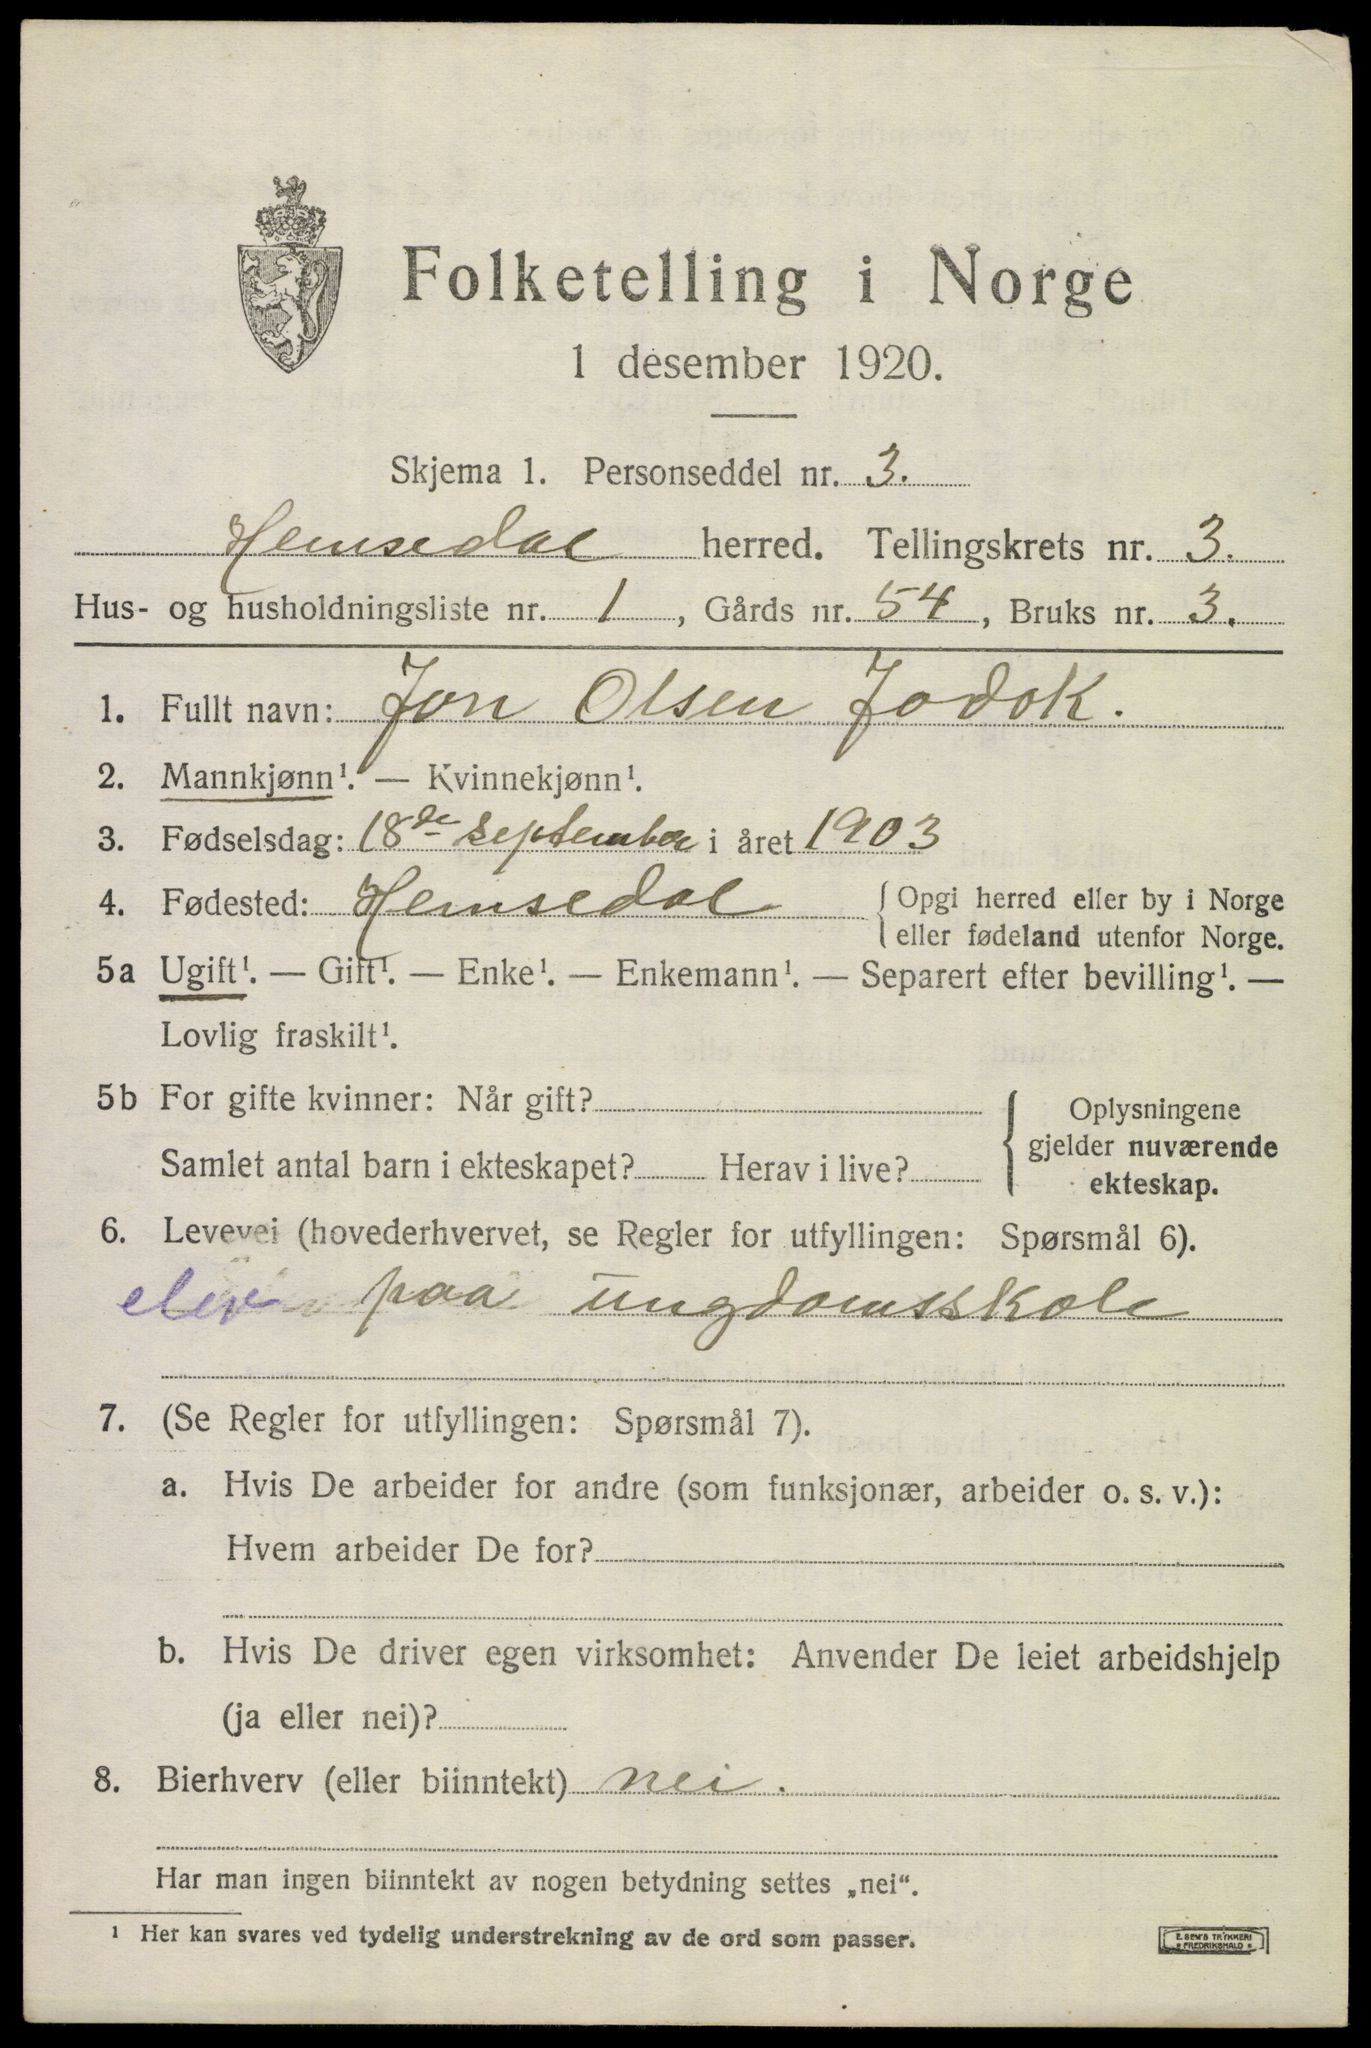 Folketelling i Norge
1 desember 1920.
Skjema 1. Personseddel nr. 3.
Hemsedal herred. Tellingskrets nr. 3.
Hus- og husholdningsliste nr. 1, Gårds nr. 54, Bruks nr. 3.
1. Fullt navn: Jon Olsen Jodok.
2. Mannkjønn¹. — Kvinnekjønn¹.
3. Fødselsdag: 18de september i året 1903
4. Fødested: Hemsedal
Opgi herred eller by i Norge
eller fødeland utenfor Norge.
5a Ugift¹. — Gift¹. — Enke¹. — Enkemann¹. — Separert efter bevilling¹. —
Lovlig fraskilt¹.
5b For gifte kvinner: Når gift?
Samlet antal barn i ekteskapet? Herav i live?
Oplysningene
gjelder nuværende
ekteskap.
6. Levevei (hovederhvervet, se Regler for utfyllingen: Spørsmål 6).
elev paa ungdomsskole
7. (Se Regler for utfyllingen: Spørsmål 7).
a. Hvis De arbeider for andre (som funksjonær, arbeider o. s. v.):
Hvem arbeider De for?
b. Hvis De driver egen virksomhet: Anvender De leiet arbeidshjelp
(ja eller nei)?
8. Bierhverv (eller biinntekt) nei.
Har man ingen biinntekt av nogen betydning settes „nei“.
¹ Her kan svares ved tydelig understrekning av de ord som passer.
E. SEM'S TRYKKERI
FREDRIKSHALD